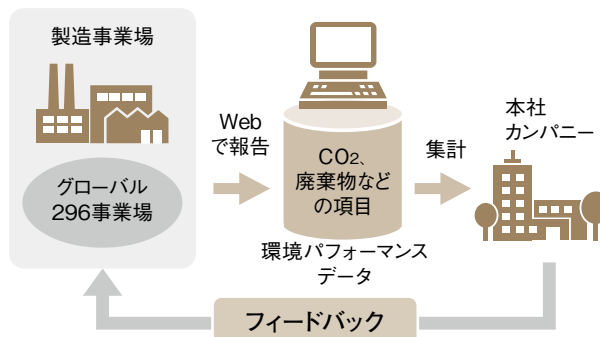 製造事業場
グローバル
296事業場
Web
で報告
CO2、
廃棄物など
の項目
環境パフォーマンス
データ
集計
本社
カンパニー
フィードバック